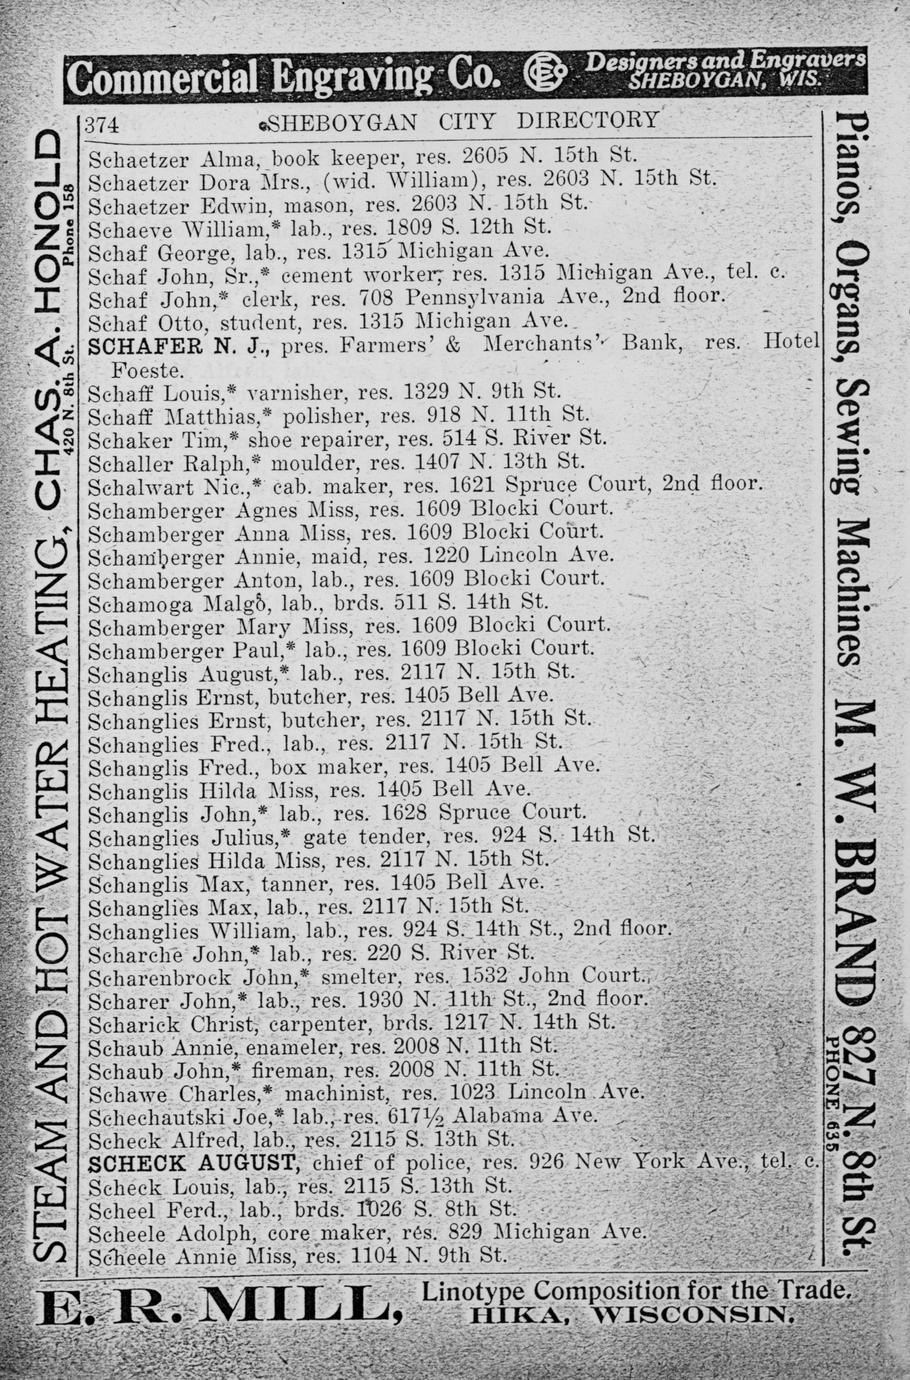 Commercial Engraving Co. CEC Designers and Engravers
SHEBOYGAN, WIS.
374 SHEBOYGAN CITY DIRECTORY
Schaetzer Alma, book keeper, res. 2605 N. 15th St.
Schaetzer Dora Mrs., (wid. William), res. 2603 N. 15th St.
Schaetzer Edwin, mason, res. 2603 N. 15th St.
Schaeve William,* lab., res. 1809 S. 12th St.
Schaf George, lab., res. 1315 Michigan Ave.
Schaf John, Sr.,* cement worker, res. 1315 Michigan Ave., tel. c.
Schaf John,* clerk, res. 708 Pennsylvania Ave., 2nd floor.
Schaf Otto, student, res. 1315 Michigan Ave.
SCHAFER N. J., pres. Farmers' & Merchants' Bank, res. Hotel
Foeste.
Schaff Louis,* varnisher, res. 1329 N. 9th St.
Schaff Matthias,* polisher, res. 918 N. 11th St.
Schaker Tim,* shoe repairer, res. 514 S. River St.
Schaller Ralph,* moulder, res. 1407 N. 13th St.
Schalwart Nic.,* cab. maker, res. 1621 Spruce Court, 2nd floor.
Schamberger Agnes Miss, res. 1609 Blocki Court.
Schamberger Anna Miss, res. 1609 Blocki Court.
Schamberger Annie, maid, res. 1220 Lincoln Ave.
Schamberger Anton, lab., res. 1609 Blocki Court.
Schamoga Malgo, lab., brds. 511 S. 14th St.
Schamberger Mary Miss, res. 1609 Blocki Court.
Schamberger Paul,* lab., res. 1609 Blocki Court.
Schanglis August,* lab., res. 2117 N. 15th St.
Schanglis Ernst, butcher, res. 1405 Bell Ave.
Schanglies Ernst, butcher, res. 2117 N. 15th St.
Schanglies Fred., lab., res. 2117 N. 15th St.
Schanglis Fred., box maker, res. 1405 Bell Ave.
Schanglis Hilda Miss, res. 1405 Bell Ave.
Schanglis John,* lab., res. 1628 Spruce Court.
Schanglies Julius,* gate tender, res. 924 S. 14th St.
Schanglies Hilda Miss, res. 2117 N. 15th St.
Schanglis Max, tanner, res. 1405 Bell Ave.
Schanglies Max, lab., res. 2117 N. 15th St.
Schanglies William, lab., res. 924 S. 14th St., 2nd floor.
Scharche John,* lab., res. 220 S. River St.
Scharenbrock John,* smelter, res. 1532 John Court.
Scharer John,* lab., res. 1930 N. 11th St., 2nd floor.
Scharick Christ, carpenter, brds. 1217 N. 14th St.
Schaub Annie, enameler, res. 2008 N. 11th St.
Schaub John,* fireman, res. 2008 N. 11th St.
Schawe Charles,* machinist, res. 1023 Lincoln Ave.
Schechautski Joe,* lab., res. 617½ Alabama Ave.
Scheck Alfred, lab., res. 2115 S. 13th St.
SCHECK AUGUST, chief of police, res. 926 New York Ave., tel. c.
Scheck Louis, lab., res. 2115 S. 13th St.
Scheel Ferd., lab., brds. 1026 S. 8th St.
Scheele Adolph, core maker, res. 829 Michigan Ave.
Scheele Annie Miss, res. 1104 N. 9th St.
STEAM AND HOT WATER HEATING, CHAS. A. HONOLD
420 N. 8th St. Phone 158
Pianos, Organs, Sewing Machines M. W. BRAND 827 N. 8th St.
PHONE 635
E. R. MILL, Linotype Composition for the Trade.
HIKA, WISCONSIN.